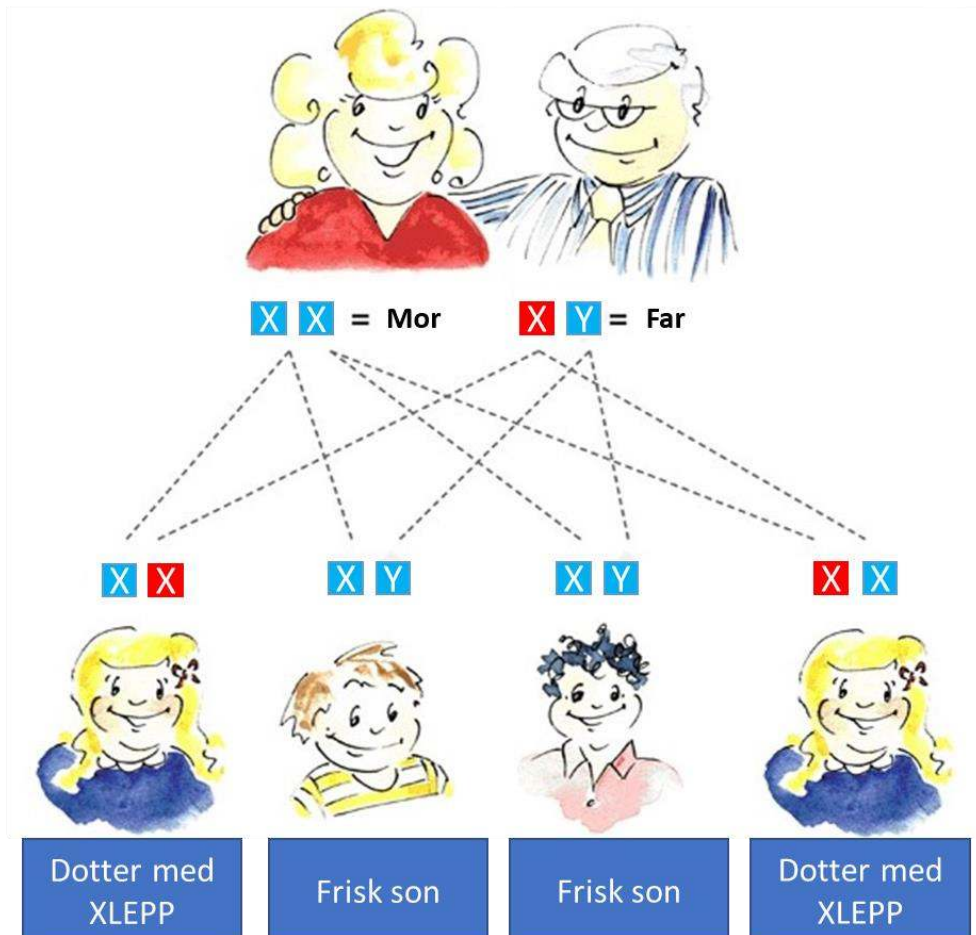 X X = Mor X Y = Far
X X X Y X Y X X
Dotter med
XLEPP
Frisk son
Frisk son
Dotter med
XLEPP